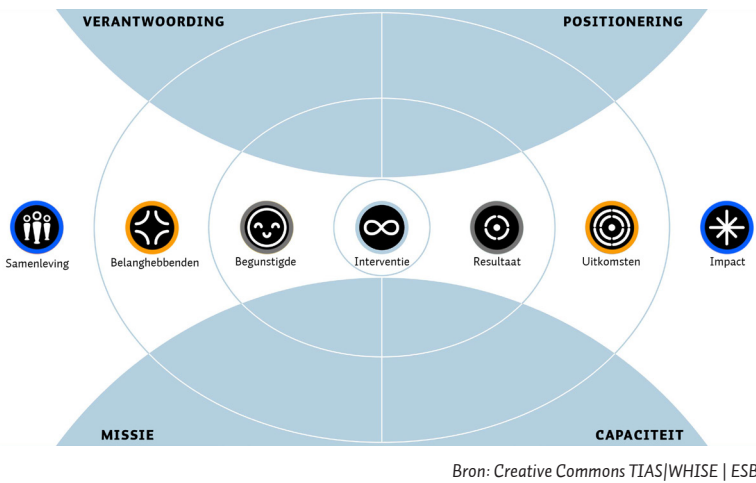 VERANTWOORDING
POSITIONERING
Samenleving
Belanghebbenden
Begunstigde
Interventie
Resultaat
Uitkomsten
Impact
MISSIE
CAPACITEIT
Bron: Creative Commons TIAS|WHISE | ESB